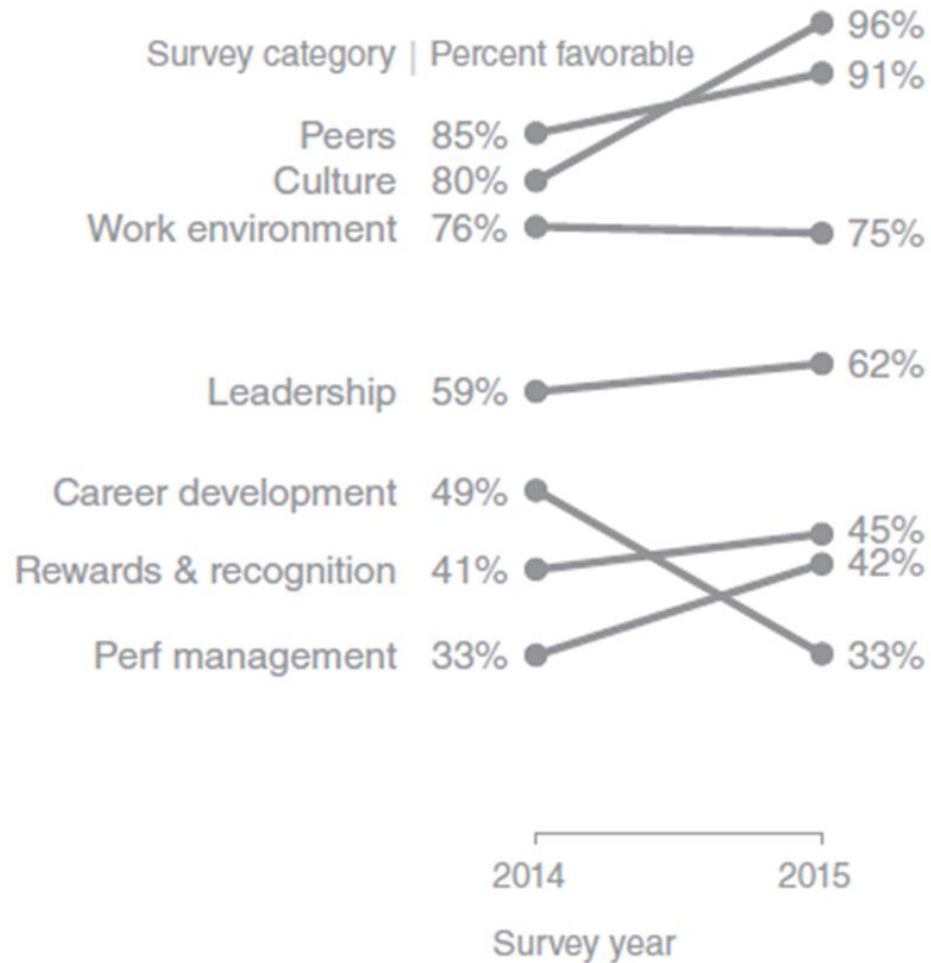 96%
Survey category | Percent favorable
91%
Peers 85%
Culture 80%
Work environment 76% 75%
Leadership 59% 62%
Career development 49%
45%
Rewards & recognition 41% 42%
Perf management 33% 33%
2014 2015
Survey year